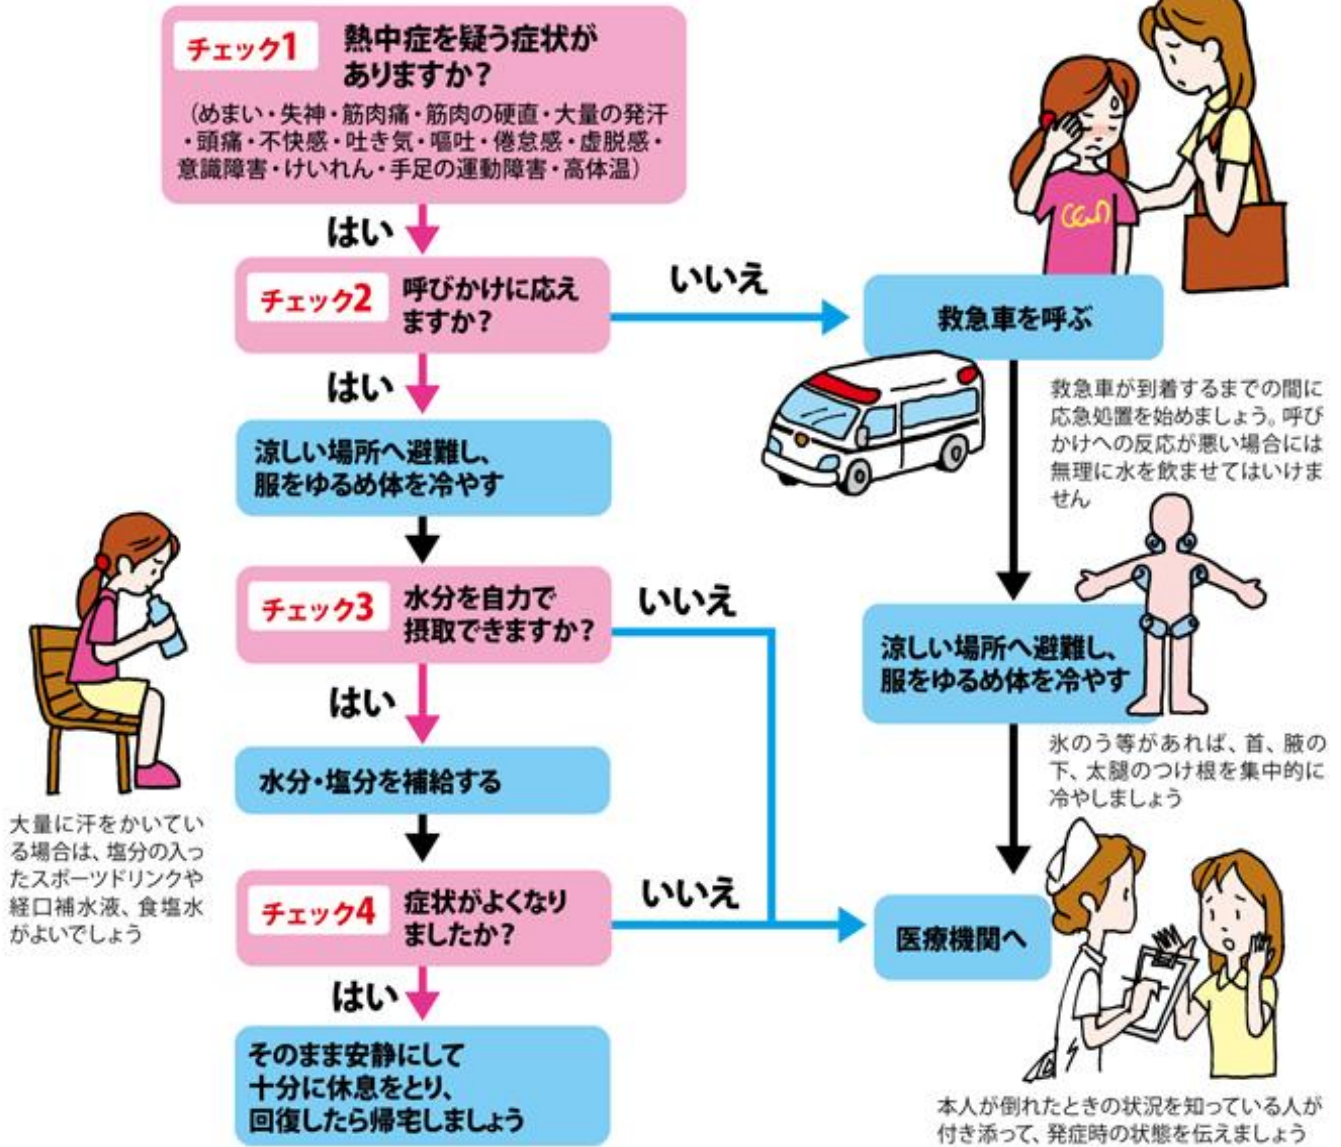 チェック1
熱中症を疑う症状が
ありますか？
（めまい・失神・筋肉痛・筋肉の硬直・大量の発汗
・頭痛・不快感・吐き気・嘔吐・倦怠感・虚脱感・
意識障害・けいれん・手足の運動障害・高体温）
はい
チェック2
呼びかけに応え
ますか？
いいえ
救急車を呼ぶ
救急車が到着するまでの間に
応急処置を始めましょう。呼び
かけへの反応が悪い場合には
無理に水を飲ませてはいけま
せん
はい
涼しい場所へ避難し、
服をゆるめ体を冷やす
チェック3
水分を自力で
摂取できますか？
いいえ
涼しい場所へ避難し、
服をゆるめ体を冷やす
氷のう等があれば、首、腋の
下、太腿のつけ根を集中的に
冷やしましょう
はい
水分・塩分を補給する
大量に汗をかいてい
る場合は、塩分の入っ
たスポーツドリンクや
経口補水液、食塩水
がよいでしょう
チェック4
症状がよくなり
ましたか？
いいえ
医療機関へ
はい
そのまま安静にして
十分に休息をとり、
回復したら帰宅しましょう
本人が倒れたときの状況を知っている人が
付き添って、発症時の状態を伝えましょう